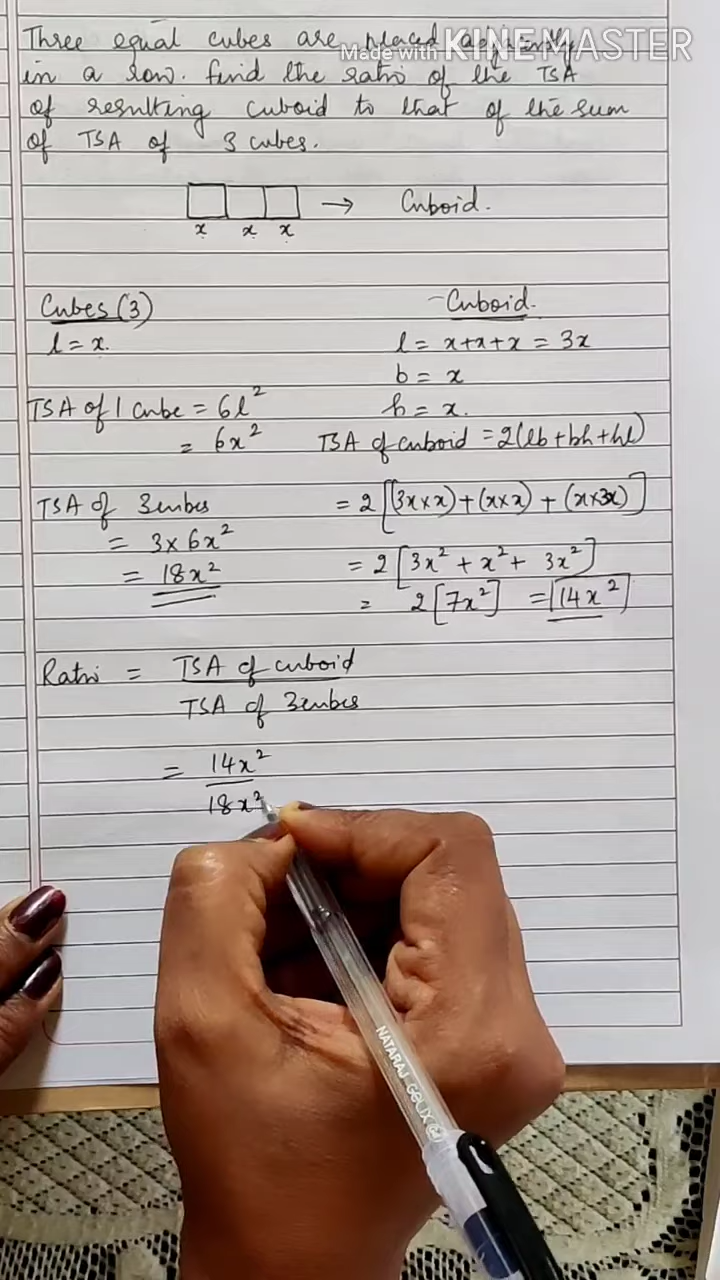 Three equal cubes are placed adjacently
Made with KINEMASTER
in a row. find the ratio of the TSA
of resulting cuboid to that of the sum
of TSA of 3 cubes.
→ Cuboid.
x x x
Cubes (3)
l = x.
TSA of 1 cube = 6l²
= 6x²
TSA of 3cubes
= 3 x 6x²
= 18x²
Cuboid.
l = x+x+x = 3x
b = x
h = x.
TSA of cuboid = 2(lb + bh + hl)
= 2[(3x×x) + (x×x) + (x×3x)]
= 2[3x² + x² + 3x²]
= 2[7x²] = 14x²
Ratio = TSA of cuboid
TSA of 3cubes
= 14x²
18x²
NATARAJ GELIX